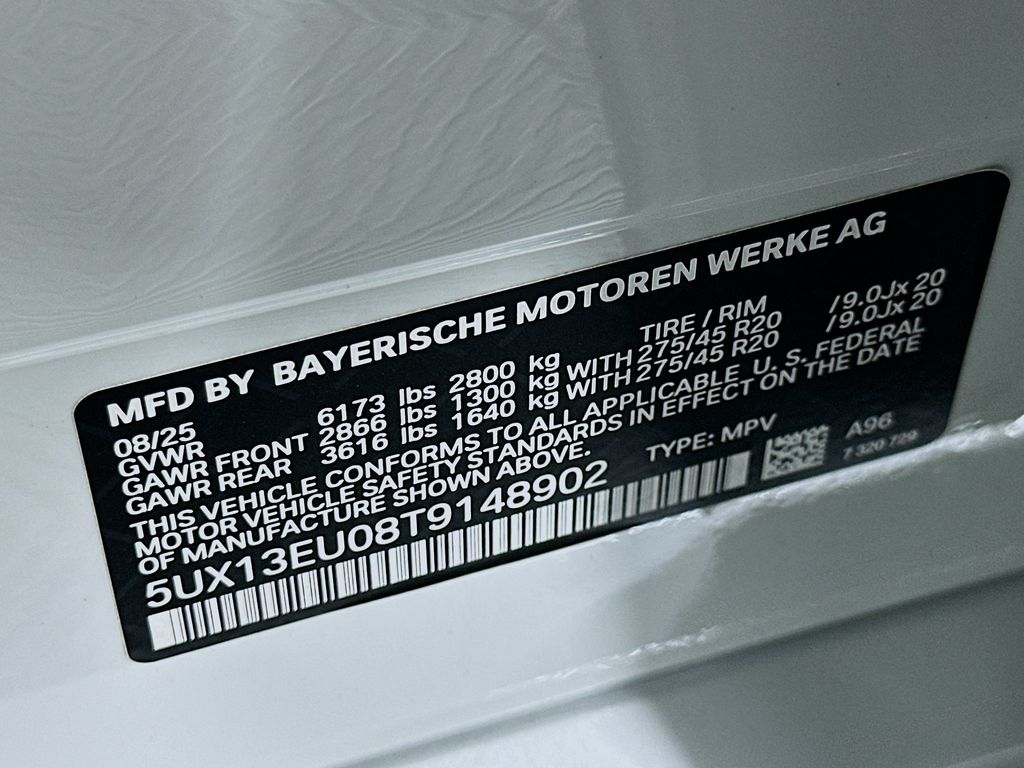 MFD BY BAYERISCHE MOTOREN WERKE AG
08/25 TIRE / RIM
GVWR 6173 lbs 2800 kg
GAWR FRONT 2866 lbs 1300 kg WITH 275/45 R20 /9.0Jx 20
GAWR REAR 3616 lbs 1640 kg WITH 275/45 R20 /9.0Jx 20
THIS VEHICLE CONFORMS TO ALL APPLICABLE U. S. FEDERAL
MOTOR VEHICLE SAFETY STANDARDS IN EFFECT ON THE DATE
OF MANUFACTURE SHOWN ABOVE.
5UX13EU08T9148902 TYPE: MPV A96
7 320 729